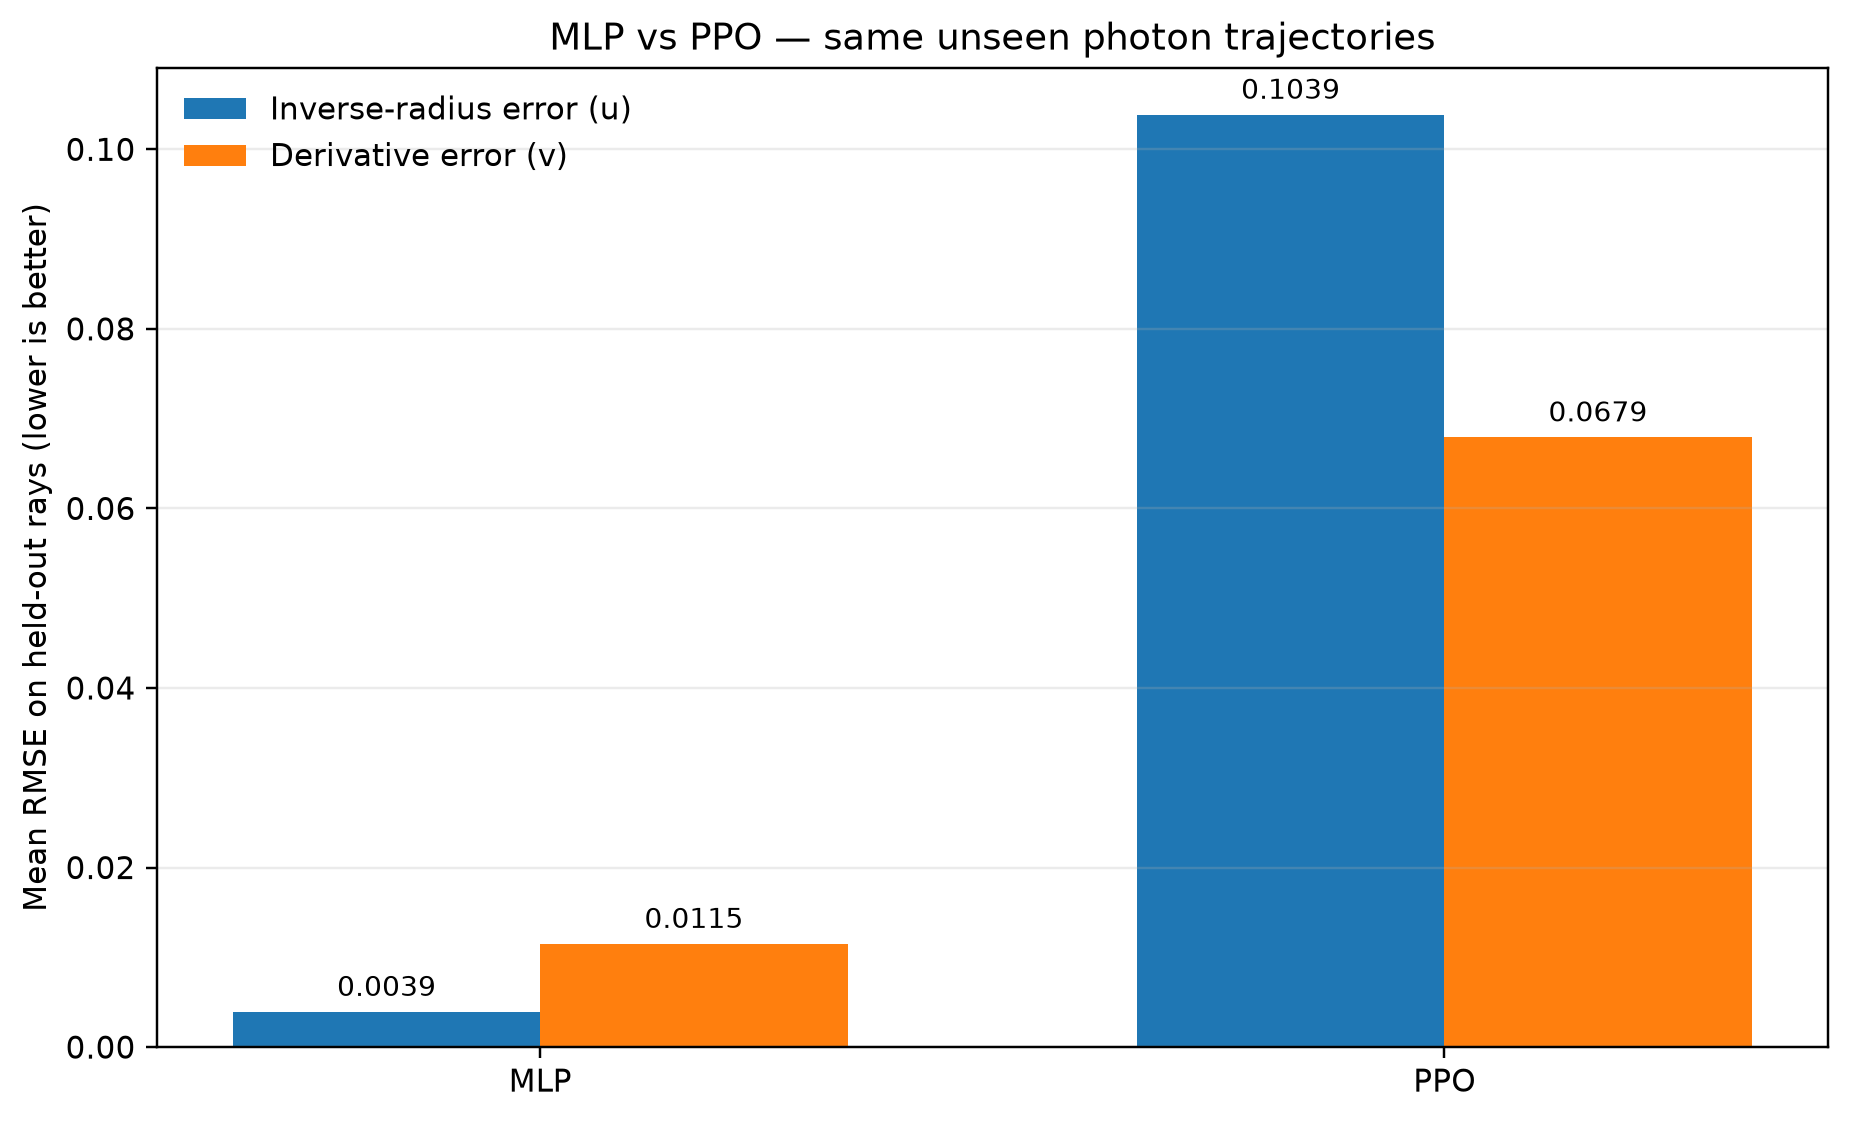 MLP vs PPO — same unseen photon trajectories
Inverse-radius error (u)
Derivative error (v)
Mean RMSE on held-out rays (lower is better)
0.10
0.08
0.06
0.04
0.02
0.00
0.0039
0.0115
0.1039
0.0679
MLP
PPO